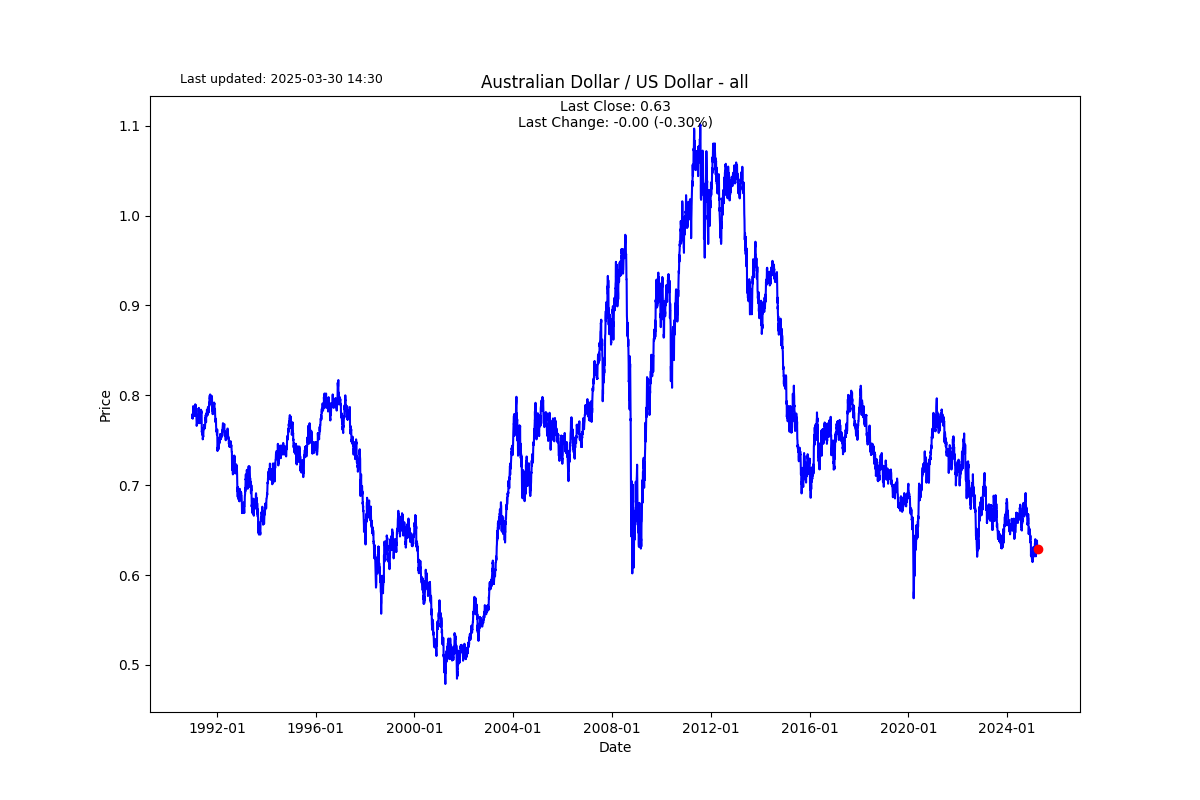 Last updated: 2025-03-30 14:30
Australian Dollar / US Dollar - all
Last Close: 0.63
Last Change: -0.00 (-0.30%)
1.1
1.0
0.9
0.8
0.7
0.6
0.5
Price
1992-01
1996-01
2000-01
2004-01
2008-01
2012-01
2016-01
2020-01
2024-01
Date